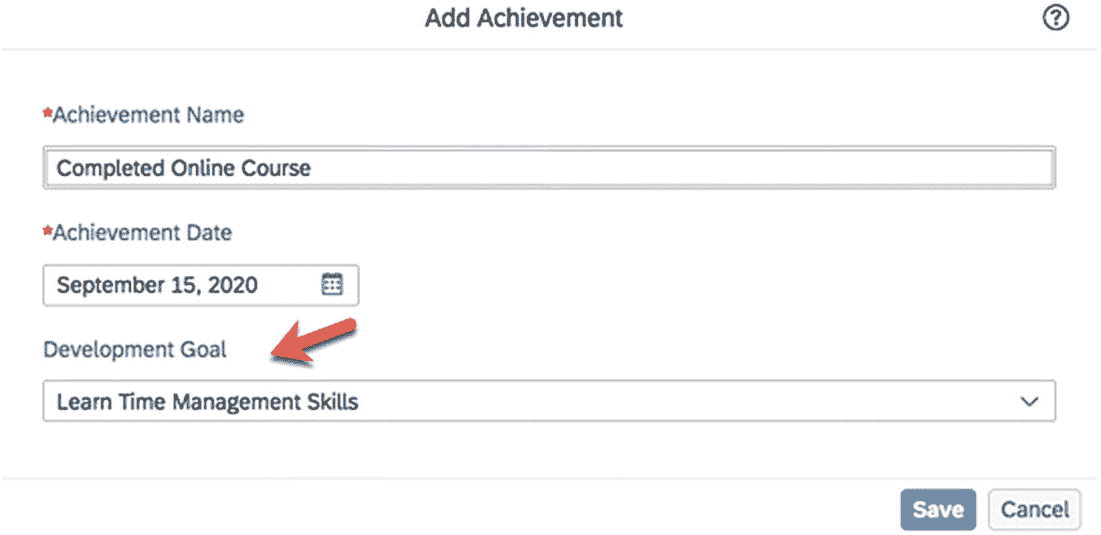 Add Achievement
*Achievement Name
Completed Online Course
*Achievement Date
September 15, 2020
Development Goal
Learn Time Management Skills
Save Cancel